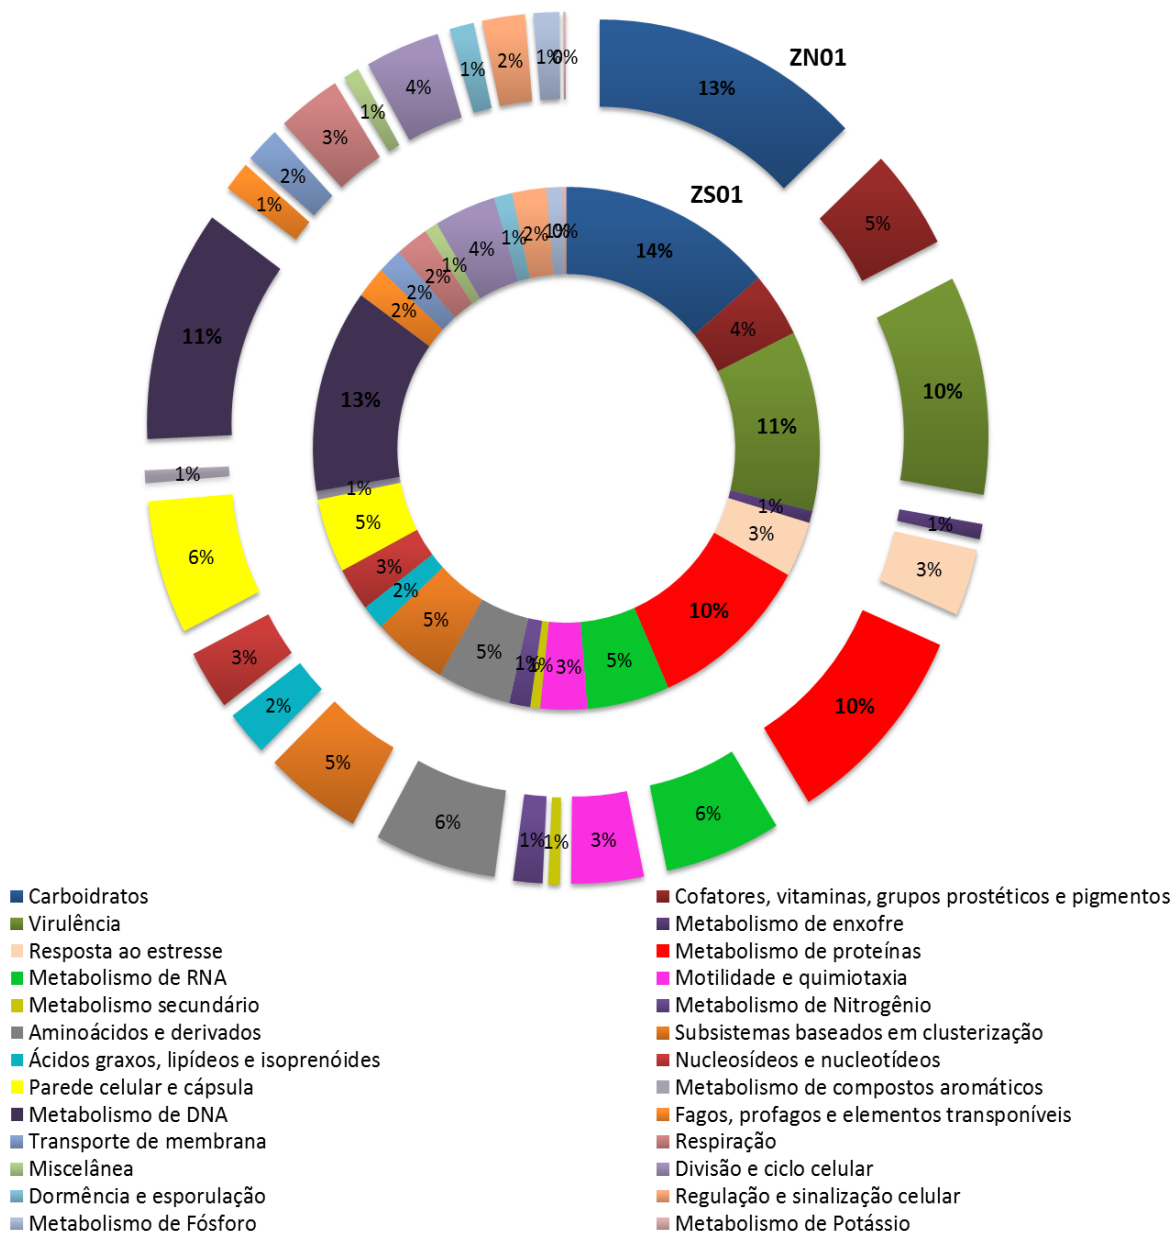 ZN01
13%
5%
10%
1%
3%
10%
6%
3%
1%
1%
6%
5%
2%
3%
6%
1%
11%
1%
2%
3%
1%
4%
1%
2%
1%
0%
ZS01
14%
4%
11%
1%
3%
10%
5%
3%
1%
1%
5%
5%
2%
3%
5%
1%
13%
2%
2%
2%
1%
4%
1%
2%
1%
0%
Carboidratos
Cofatores, vitaminas, grupos prostéticos e pigmentos
Virulência
Metabolismo de enxofre
Resposta ao estresse
Metabolismo de proteínas
Metabolismo de RNA
Motilidade e quimiotaxia
Metabolismo secundário
Metabolismo de Nitrogênio
Aminoácidos e derivados
Subsistemas baseados em clusterização
Ácidos graxos, lipídeos e isoprenóides
Nucleosídeos e nucleotídeos
Parede celular e cápsula
Metabolismo de compostos aromáticos
Metabolismo de DNA
Fagos, profagos e elementos transponíveis
Transporte de membrana
Respiração
Miscelânea
Divisão e ciclo celular
Dormência e esporulação
Regulação e sinalização celular
Metabolismo de Fósforo
Metabolismo de Potássio